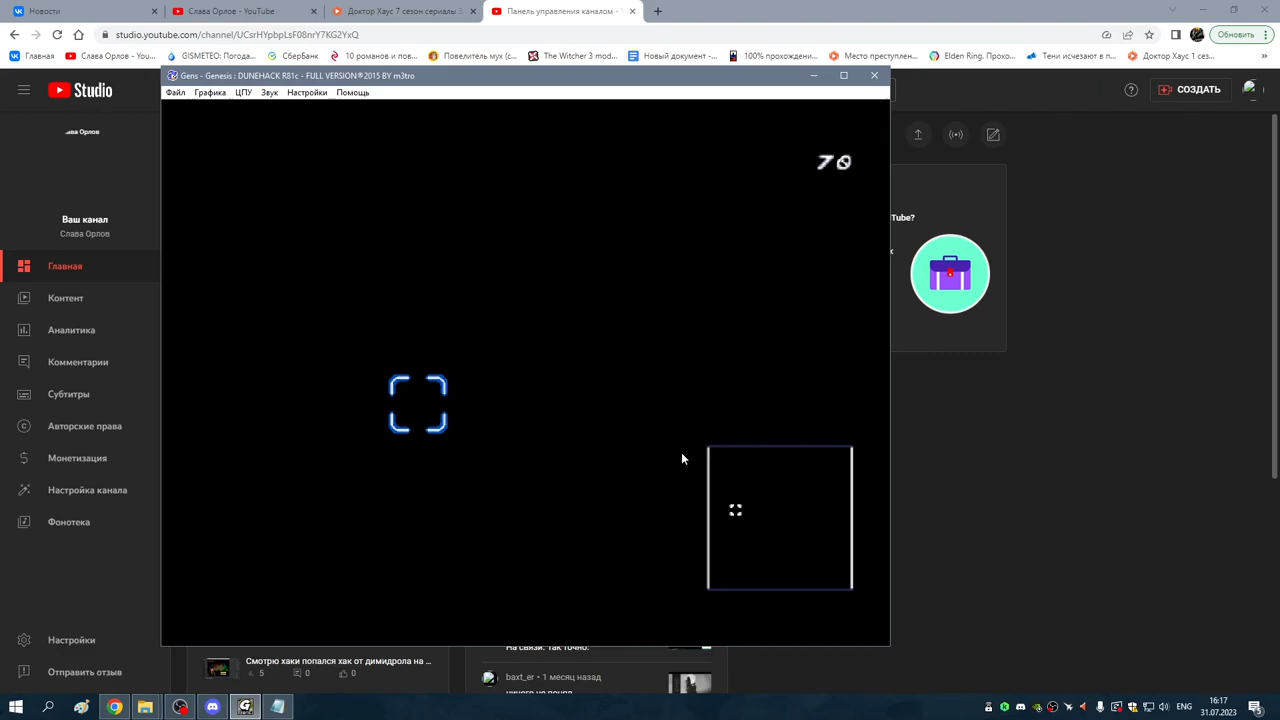 Новости
Слава Орлов - YouTube
Доктор Хаус 7 сезон сериалы
Панель управления каналом -
studio.youtube.com/channel/UCsrHYpbpLsF08nrY7KG2YxQ
Обновить
Главная
Слава Орлов - You...
GISMETEO: Погода...
СберБанк
10 романов и пов...
Повелитель мух (с...
The Witcher 3 mod...
Новый документ -...
100% прохождени...
Место преступлен...
Elden Ring. Прохо...
Тени исчезают в п...
Доктор Хаус 1 сез...
Gens - Genesis : DUNEHACK R81c - FULL VERSION®2015 BY m3tro
Файл Графика ЦПУ Звук Настройки Помощь
Studio
СОЗДАТЬ
Слава Орлов
70
Ваш канал
Слава Орлов
Tube?
Главная
Контент
Аналитика
Комментарии
Субтитры
Авторские права
Монетизация
Настройка канала
Фонотека
Настройки
Отправить отзыв
На связи. Так точно.
Смотрю хаки попался хак от димидрола на ...
5 0 0
baxt_er • 1 месяц назад
ничего не понял
ENG
16:17
31.07.2023